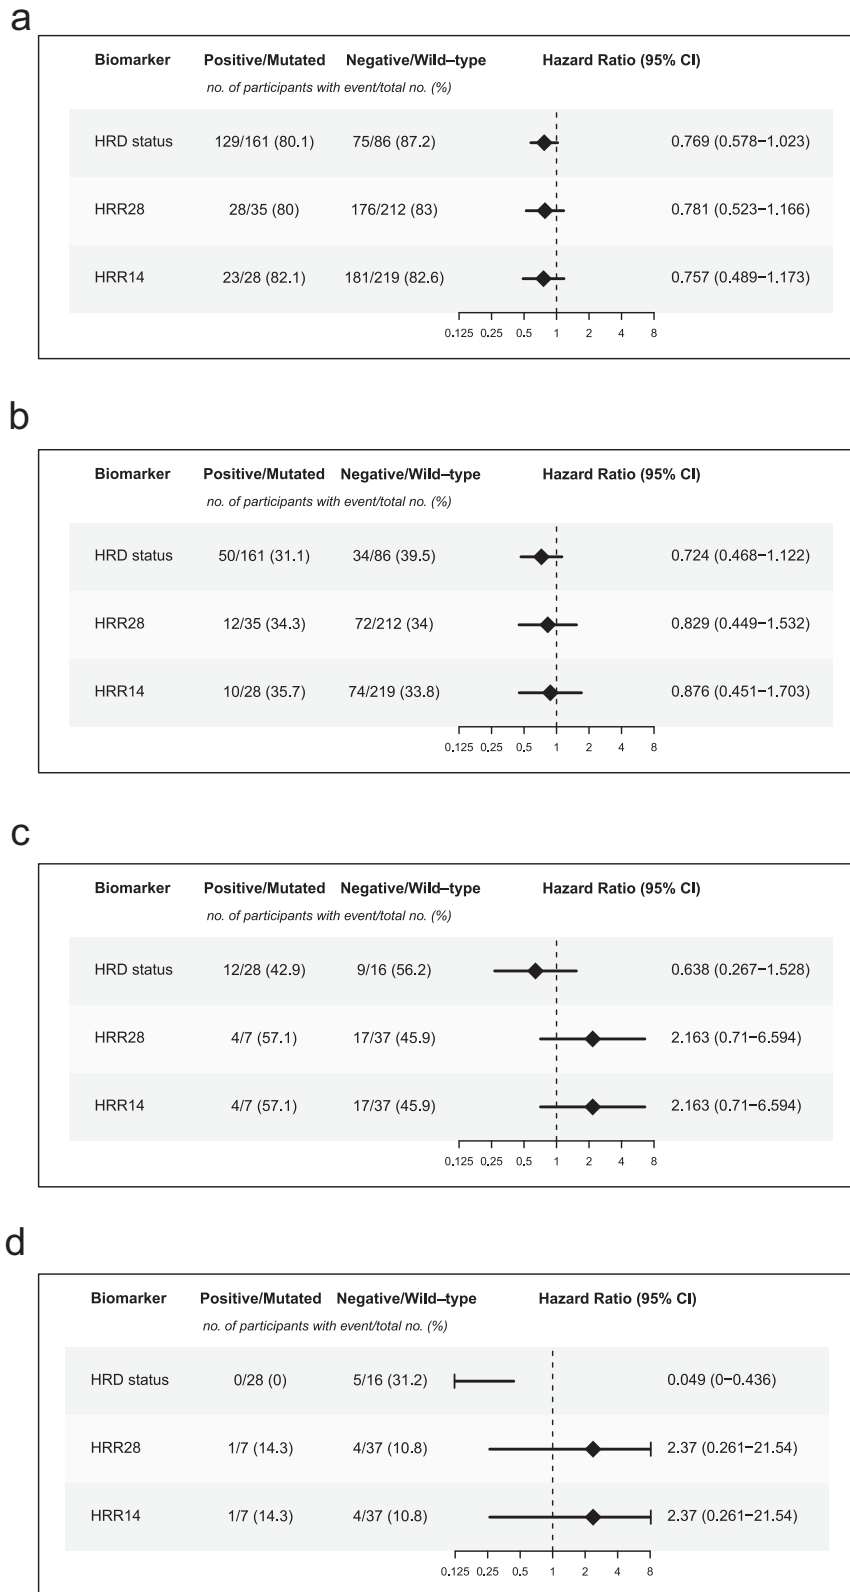 a
Biomarker Positive/Mutated Negative/Wild–type Hazard Ratio (95% CI)
no. of participants with event/total no. (%)
HRD status 129/161 (80.1) 75/86 (87.2) 0.769 (0.578−1.023)
HRR28 28/35 (80) 176/212 (83) 0.781 (0.523−1.166)
HRR14 23/28 (82.1) 181/219 (82.6) 0.757 (0.489−1.173)
0.125 0.25 0.5 1 2 4 8
b
Biomarker Positive/Mutated Negative/Wild–type Hazard Ratio (95% CI)
no. of participants with event/total no. (%)
HRD status 50/161 (31.1) 34/86 (39.5) 0.724 (0.468−1.122)
HRR28 12/35 (34.3) 72/212 (34) 0.829 (0.449−1.532)
HRR14 10/28 (35.7) 74/219 (33.8) 0.876 (0.451−1.703)
0.125 0.25 0.5 1 2 4 8
c
Biomarker Positive/Mutated Negative/Wild–type Hazard Ratio (95% CI)
no. of participants with event/total no. (%)
HRD status 12/28 (42.9) 9/16 (56.2) 0.638 (0.267−1.528)
HRR28 4/7 (57.1) 17/37 (45.9) 2.163 (0.71−6.594)
HRR14 4/7 (57.1) 17/37 (45.9) 2.163 (0.71−6.594)
0.125 0.25 0.5 1 2 4 8
d
Biomarker Positive/Mutated Negative/Wild–type Hazard Ratio (95% CI)
no. of participants with event/total no. (%)
HRD status 0/28 (0) 5/16 (31.2) 0.049 (0−0.436)
HRR28 1/7 (14.3) 4/37 (10.8) 2.37 (0.261−21.54)
HRR14 1/7 (14.3) 4/37 (10.8) 2.37 (0.261−21.54)
0.125 0.25 0.5 1 2 4 8